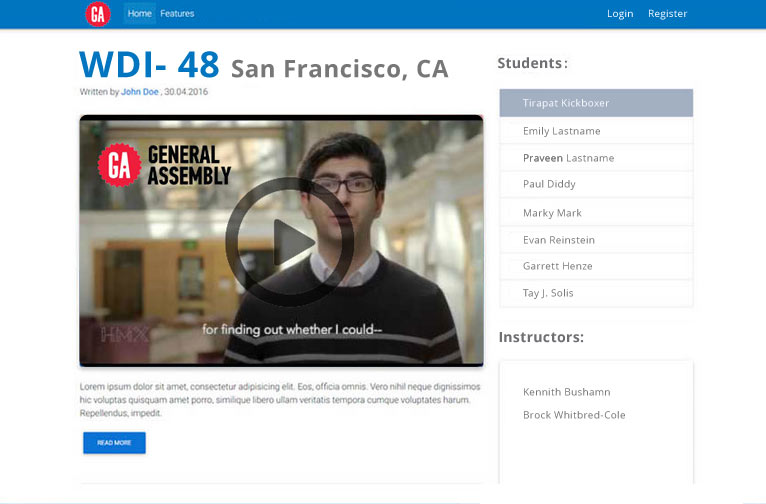 GA Home Features Login Register
WDI- 48 San Francisco, CA
Written by John Doe , 30.04.2016
GA GENERAL
ASSEMBLY
HMX
for finding out whether I could--
Lorem ipsum dolor sit amet, consectetur adipisicing elit. Eos, officia omnis. Vero nihil neque dignissimos
hic voluptas quisquam amet porro, similique libero ullam veritatis tempora cumque voluptates harum.
Repellendus, impedit.
READ MORE
Students:
Tirapat Kickboxer
Emily Lastname
Praveen Lastname
Paul Diddy
Marky Mark
Evan Reinstein
Garrett Henze
Tay J. Solis
Instructors:
Kennith Bushamn
Brock Whitbred-Cole